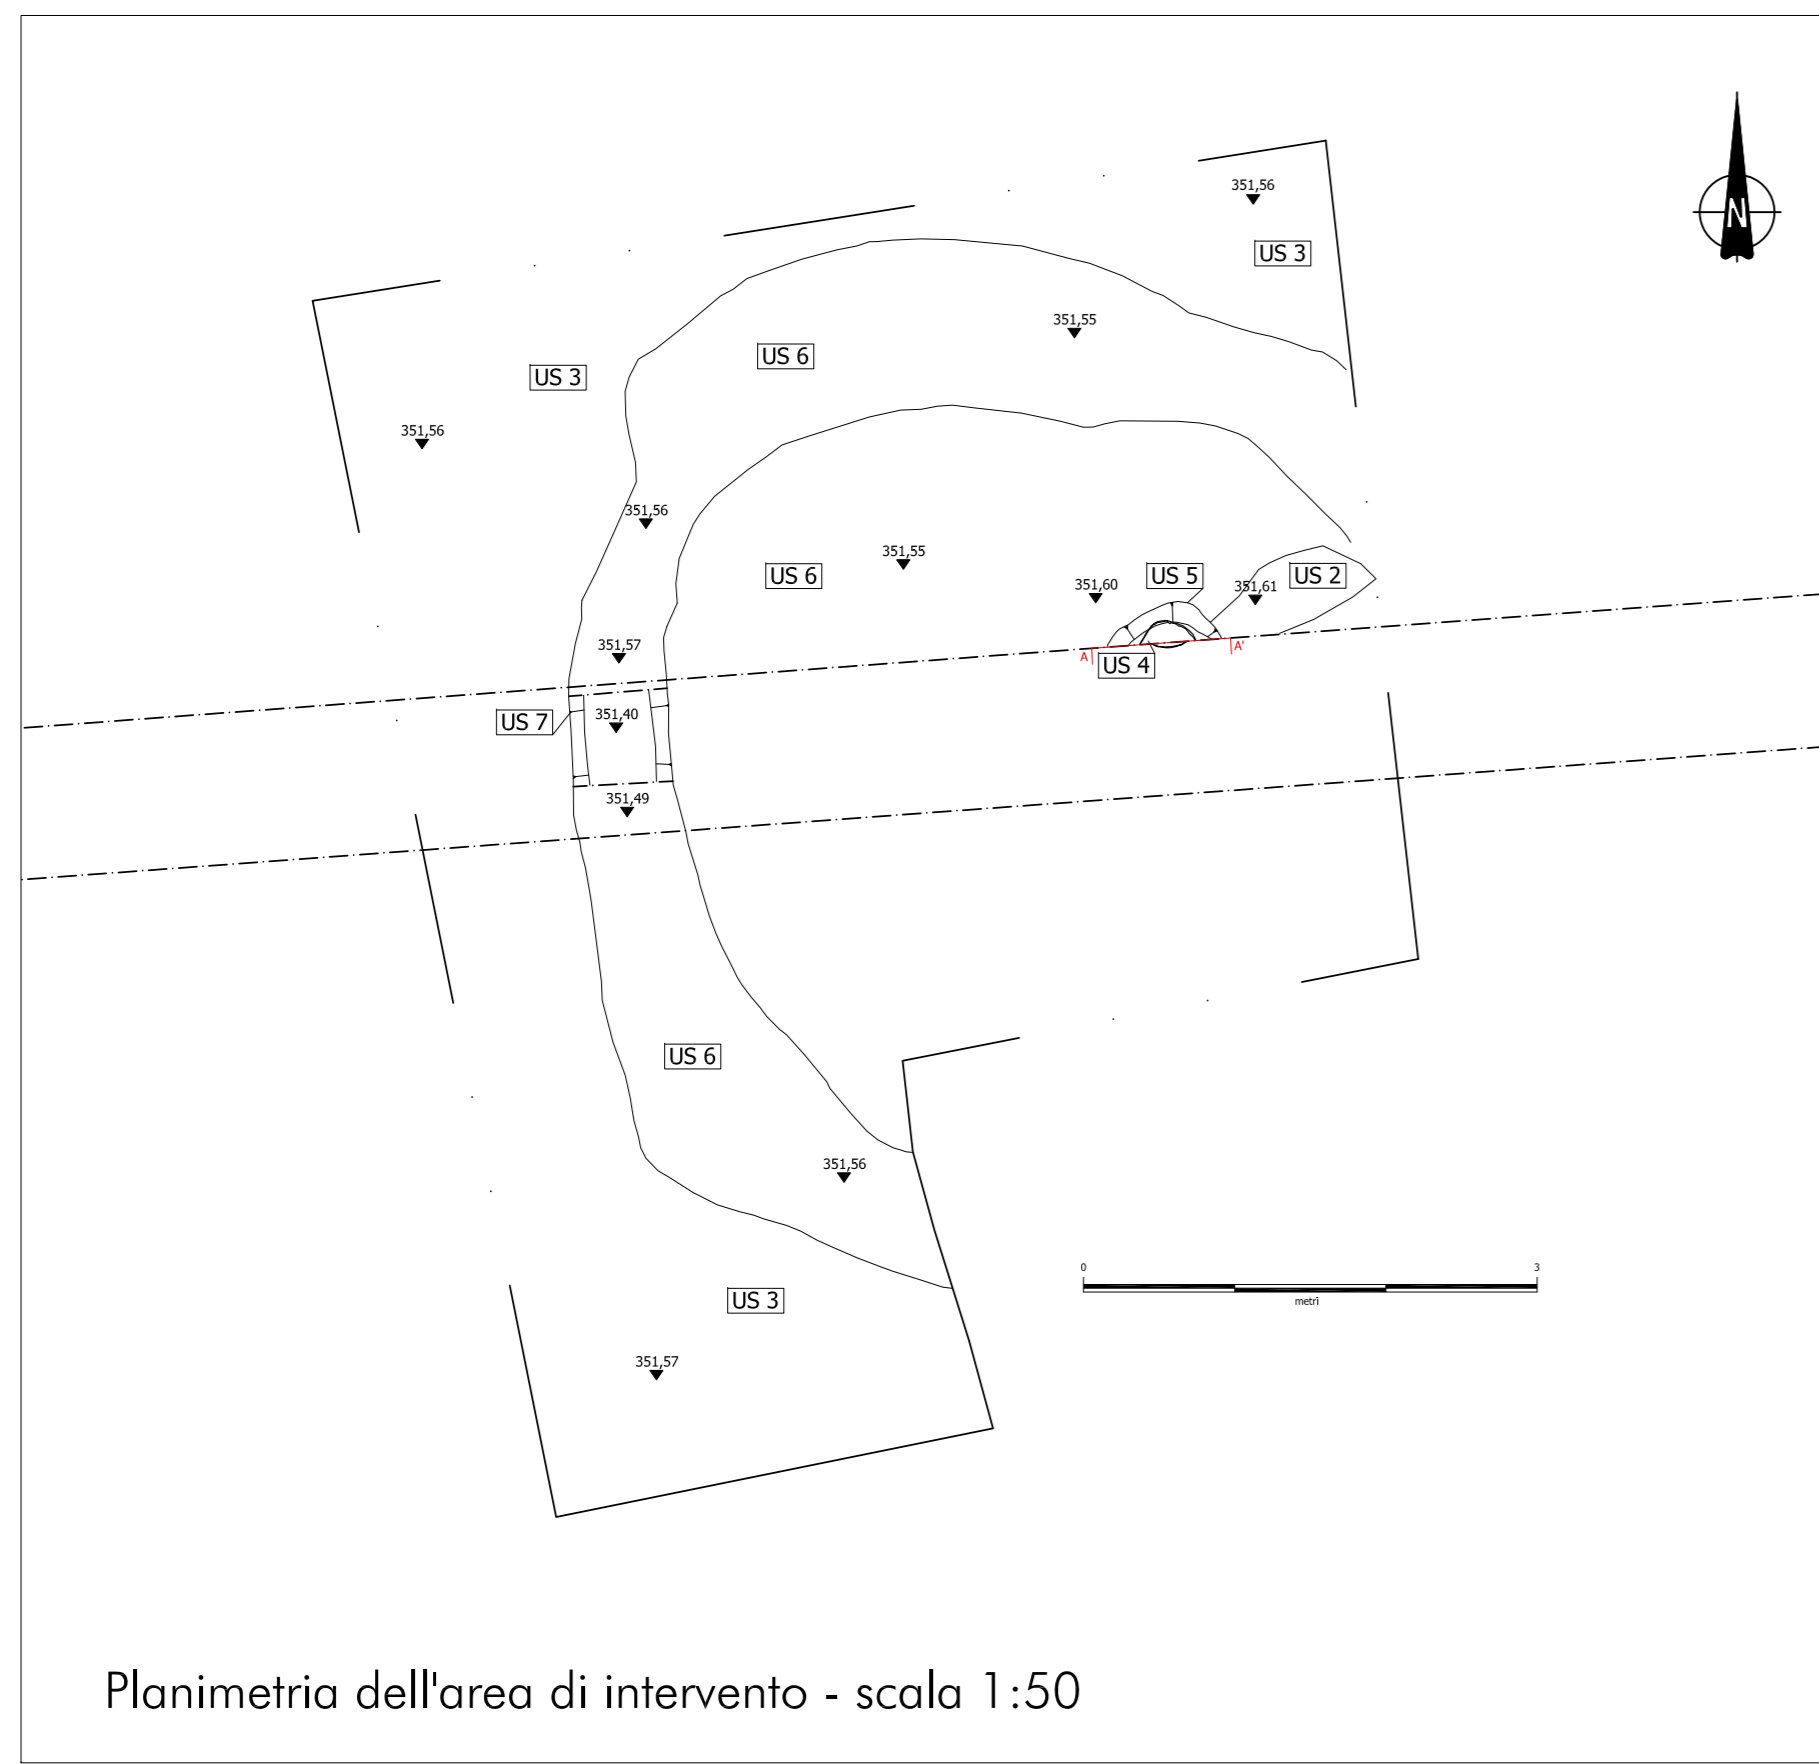 351,56
N
US 3
351,55
US 6
US 3
351,56
351,56
351,55
US 6
351,60
US 5
351,61
US 2
351,57
A
US 4
A'
US 7
351,40
351,49
US 6
351,56
0
3
metri
US 3
351,57
Planimetria dell'area di intervento - scala 1:50